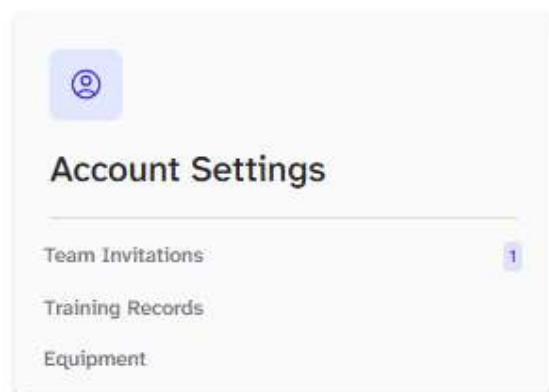 Account Settings
Team Invitations 1
Training Records
Equipment